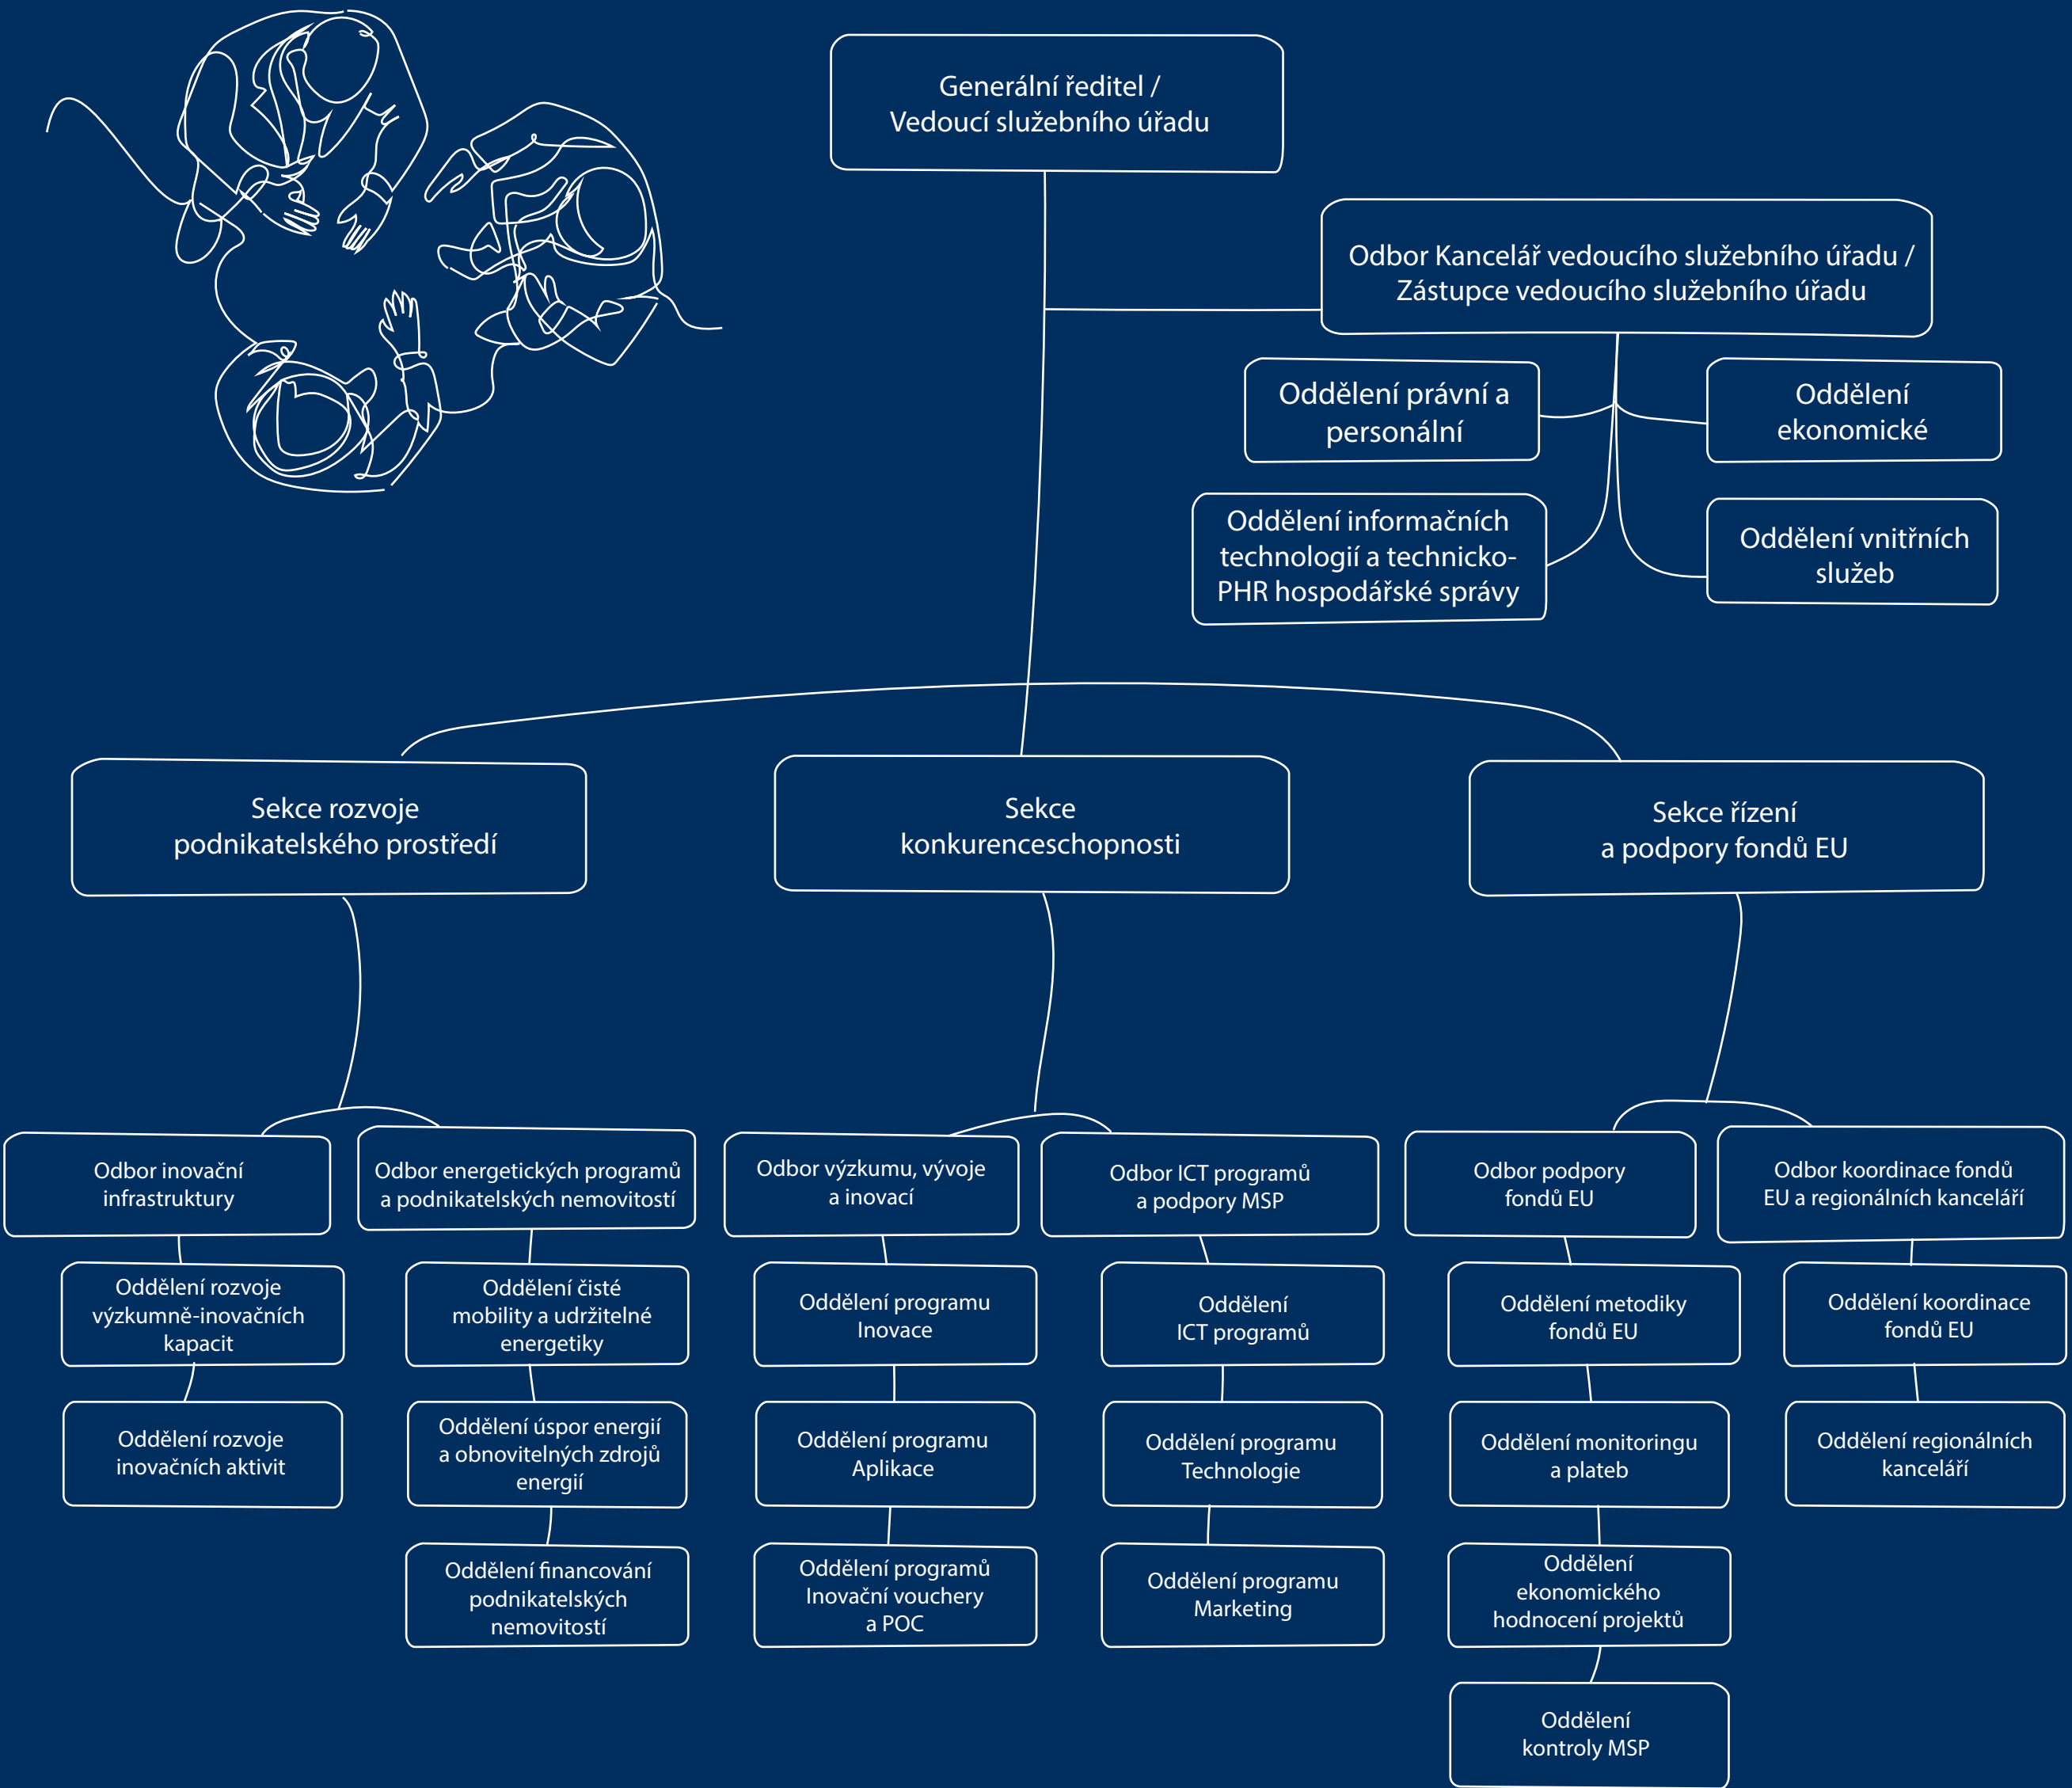 Generální ředitel /
Vedoucí služebního úřadu
Odbor Kancelář vedoucího služebního úřadu /
Zástupce vedoucího služebního úřadu
Oddělení právní a
personální
Oddělení
ekonomické
Oddělení informačních
technologií a technicko-
PHR hospodářské správy
Oddělení vnitřních
služeb
Sekce rozvoje
podnikatelského prostředí
Sekce
konkurenceschopnosti
Sekce řízení
a podpory fondů EU
Odbor inovační
infrastruktury
Odbor energetických programů
a podnikatelských nemovitostí
Odbor výzkumu, vývoje
a inovací
Odbor ICT programů
a podpory MSP
Odbor podpory
fondů EU
Odbor koordinace fondů
EU a regionálních kanceláří
Oddělení rozvoje
výzkumně-inovačních
kapacit
Oddělení čisté
mobility a udržitelné
energetiky
Oddělení programu
Inovace
Oddělení
ICT programů
Oddělení metodiky
fondů EU
Oddělení koordinace
fondů EU
Oddělení rozvoje
inovačních aktivit
Oddělení úspor energií
a obnovitelných zdrojů
energií
Oddělení programu
Aplikace
Oddělení programu
Technologie
Oddělení monitoringu
a plateb
Oddělení regionálních
kanceláří
Oddělení financování
podnikatelských
nemovitostí
Oddělení programů
Inovační vouchery
a POC
Oddělení programu
Marketing
Oddělení
ekonomického
hodnocení projektů
Oddělení
kontroly MSP